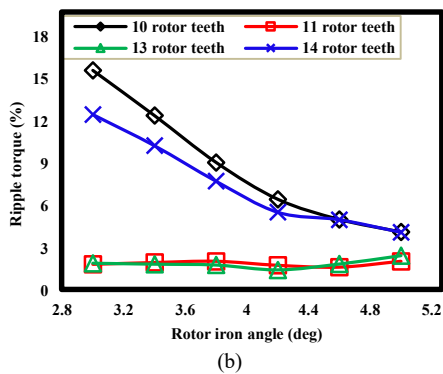 10 rotor teeth 11 rotor teeth
13 rotor teeth 14 rotor teeth
18
15
12
9
6
3
0
Ripple torque (%)
2.8 3.2 3.6 4 4.4 4.8 5.2
Rotor iron angle (deg)
(b)